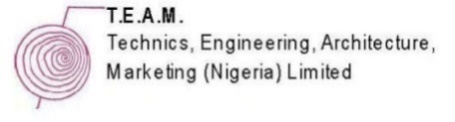 T.E.A.M.
Technics, Engineering, Architecture,
Marketing (Nigeria) Limited